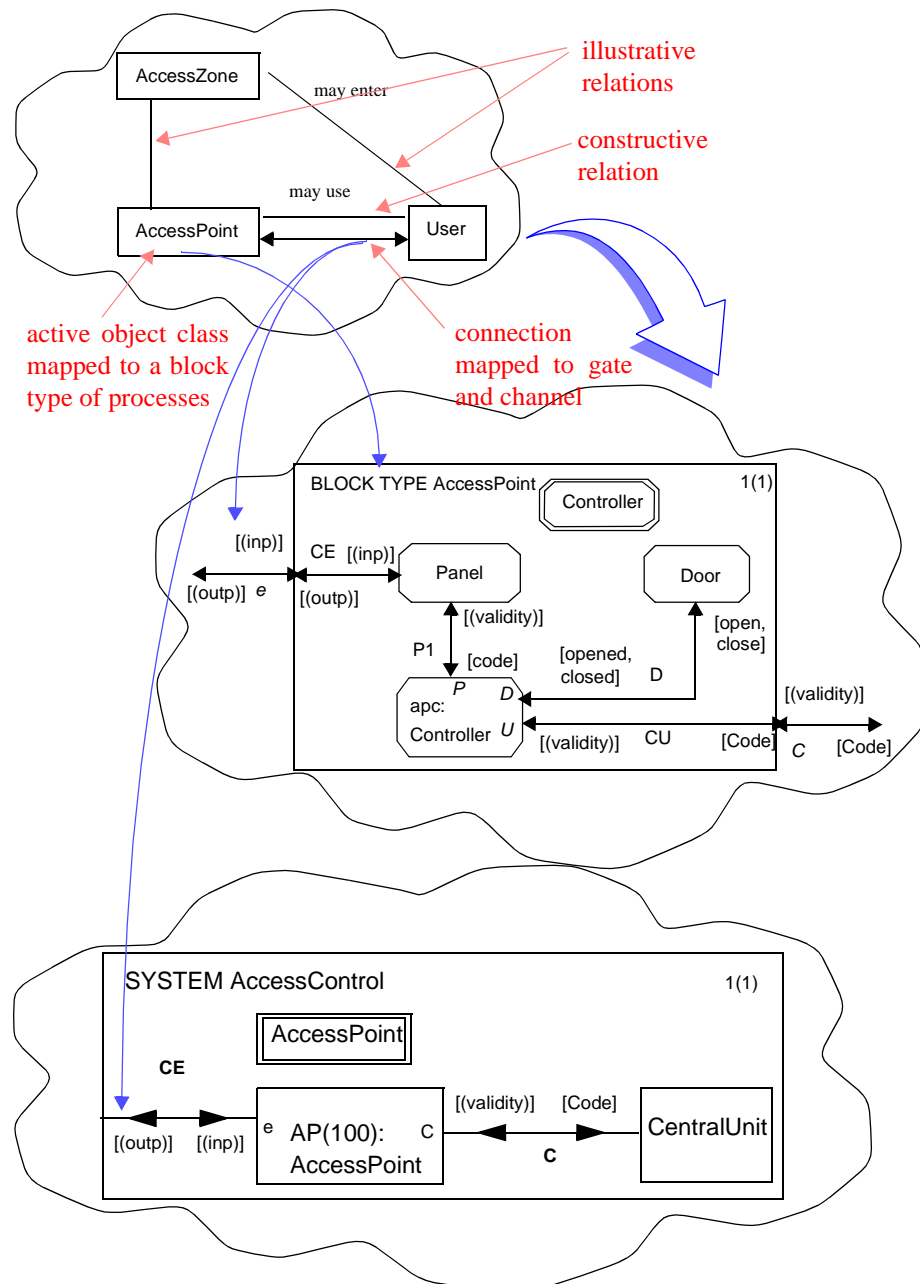 illustrative
relations
AccessZone
may enter
constructive
relation
may use
AccessPoint
User
active object class
mapped to a block
type of processes
connection
mapped to gate
and channel
BLOCK TYPE AccessPoint
1(1)
Controller
[(inp)]
CE
[(inp)]
Panel
Door
[(outp)]
e
[(outp)]
[(validity)]
[open,
close]
P1
[code]
[opened,
closed]
D
P
D
apc:
Controller
U
[(validity)]
CU
[Code]
[(validity)]
C
[Code]
SYSTEM AccessControl
1(1)
AccessPoint
CE
[(validity)]
[Code]
[(outp)]
[(inp)]
e
AP(100):
AccessPoint
C
C
CentralUnit